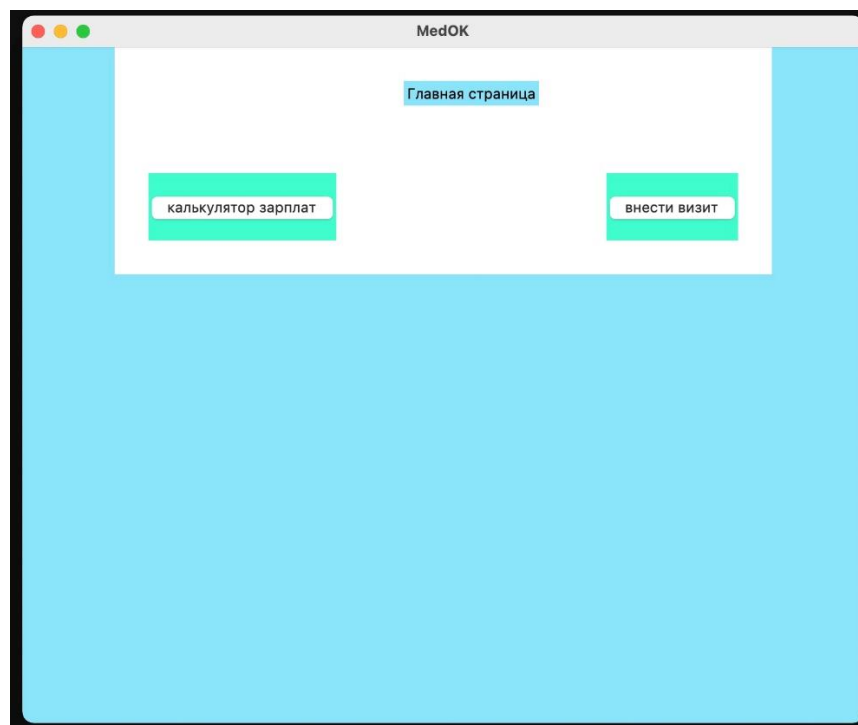 MedOK
Главная страница
калькулятор зарплат
внести визит